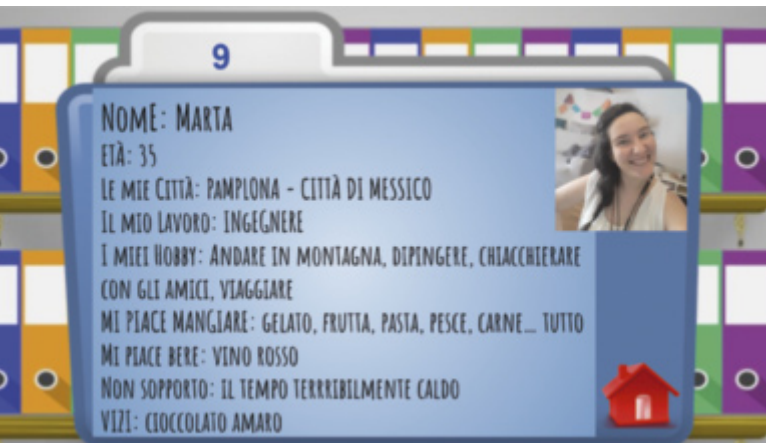 9
NomE: Marta
età: 35
Le mie Città: PaMPLONA - CITTÀ DI MESSICO
Il mio Lavoro: INGeGNERE
I miei Hobby: Andare in montagna, dipingere, chiacchierare
con gli amici, viaggiare
MI PIACE MANGIARE: gelato, frutta, pasta, pesce, carne... tutto
Mi piace bere: vino rosso
Non sopporto: il tempo terrribilmente caldo
VIZI: cioccolato amaro